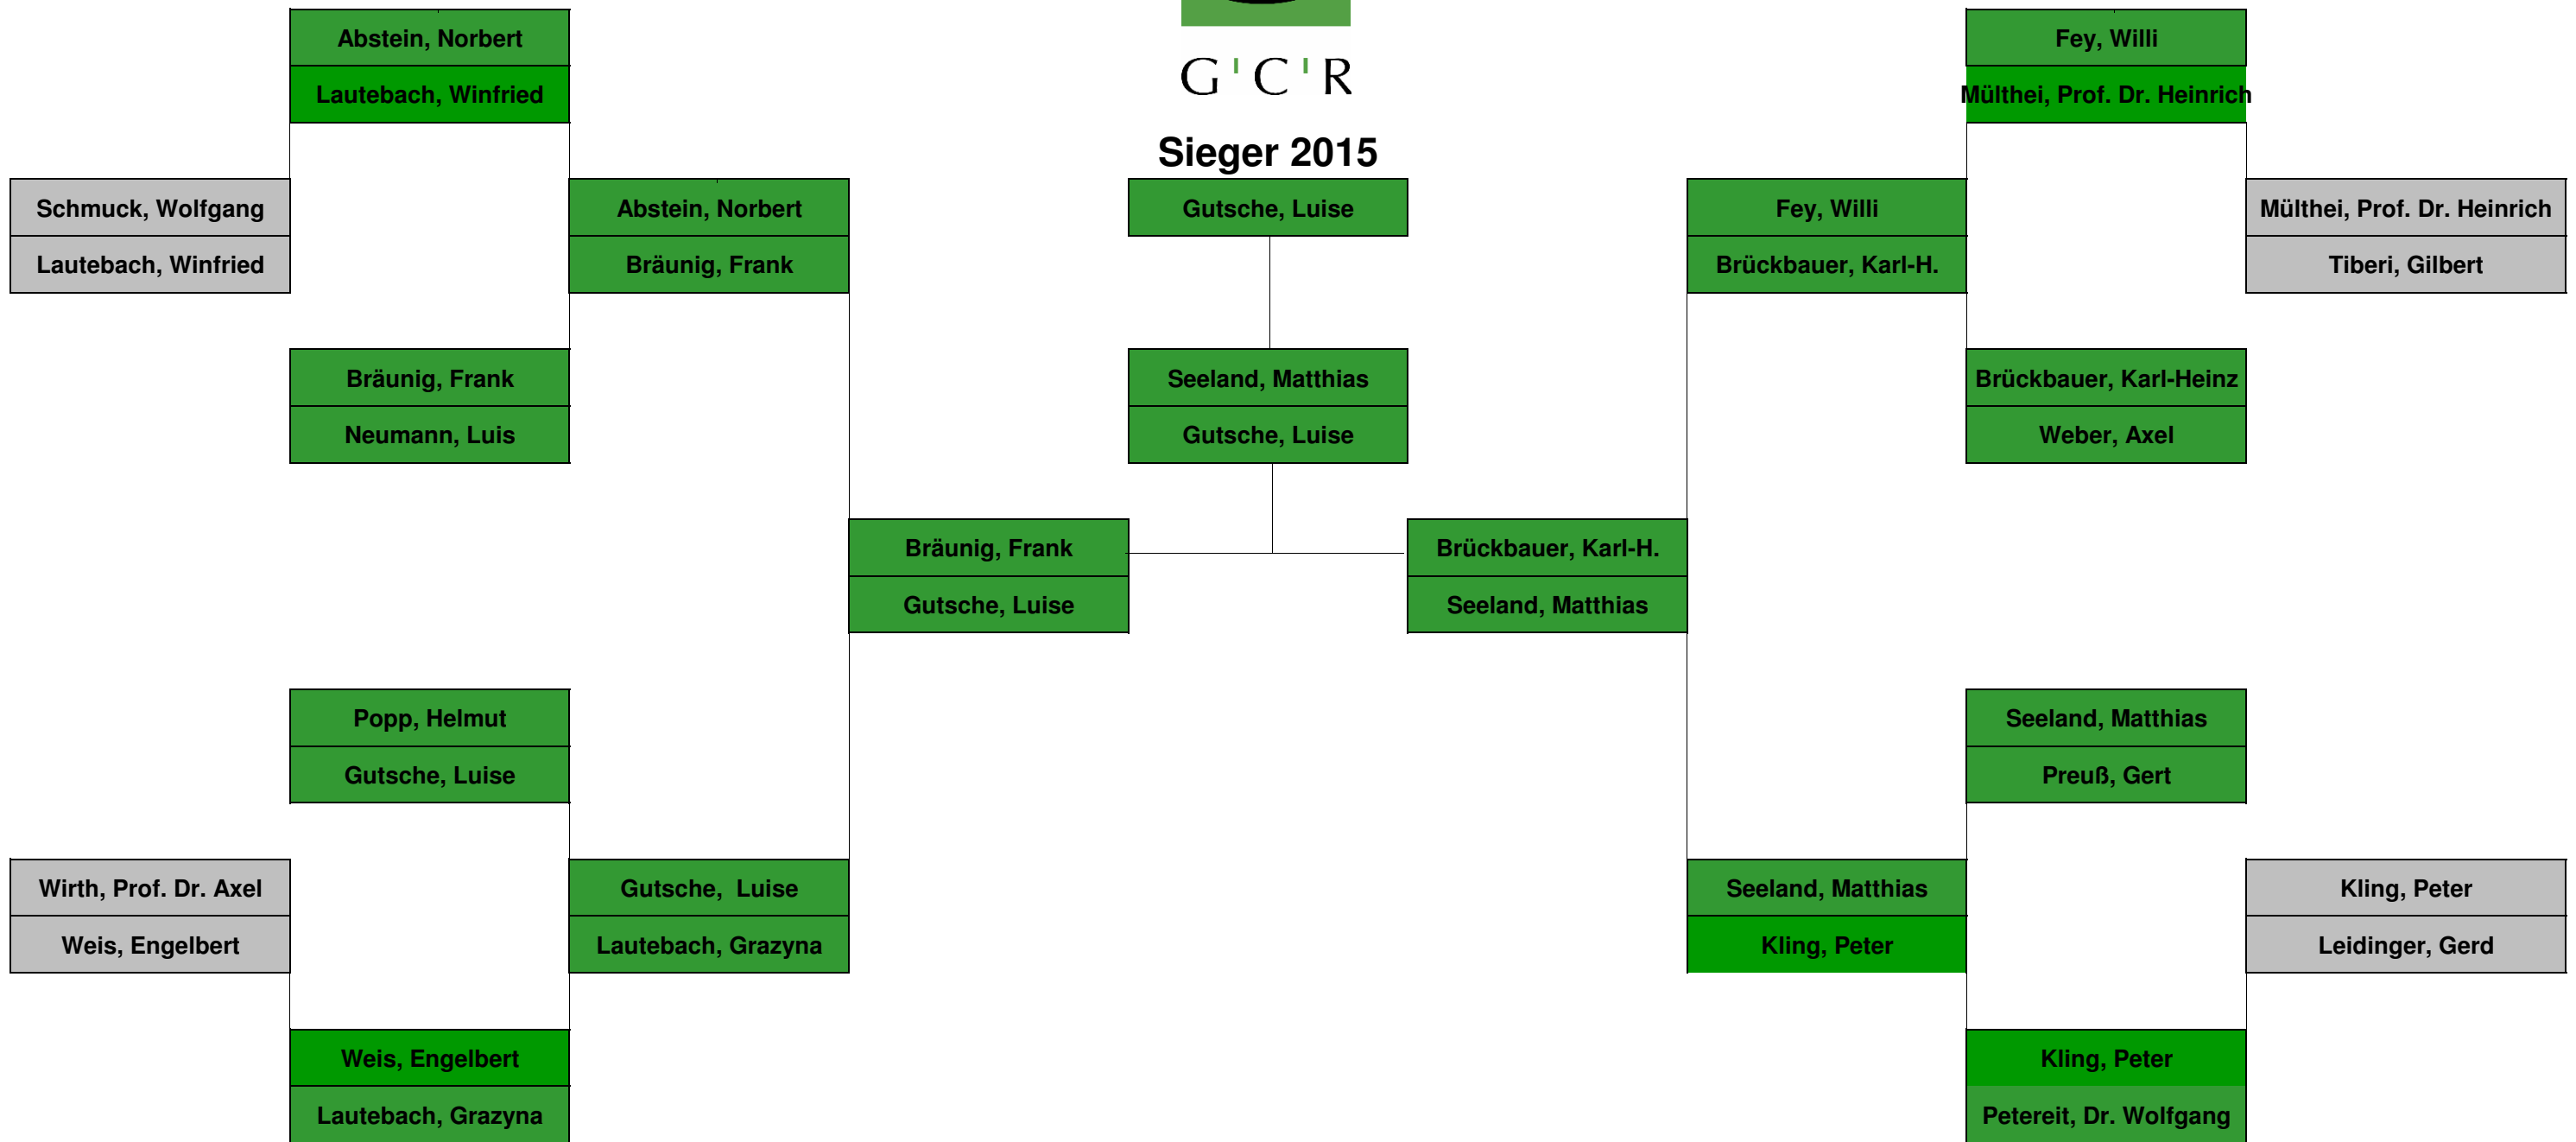 Abstein, Norbert
Lautebach, Winfried
Schmuck, Wolfgang
Lautebach, Winfried
Abstein, Norbert
Bräunig, Frank
Bräunig, Frank
Neumann, Luis
Bräunig, Frank
Gutsche, Luise
Popp, Helmut
Gutsche, Luise
Wirth, Prof. Dr. Axel
Weis, Engelbert
Gutsche, Luise
Lautebach, Grazyna
Weis, Engelbert
Lautebach, Grazyna
G'C'R
Sieger 2015
Gutsche, Luise
Seeland, Matthias
Gutsche, Luise
Fey, Willi
Mülthei, Prof. Dr. Heinrich
Fey, Willi
Brückbauer, Karl-H.
Mülthei, Prof. Dr. Heinrich
Tiberi, Gilbert
Brückbauer, Karl-Heinz
Weber, Axel
Brückbauer, Karl-H.
Seeland, Matthias
Seeland, Matthias
Preuß, Gert
Seeland, Matthias
Kling, Peter
Kling, Peter
Leidinger, Gerd
Kling, Peter
Petereit, Dr. Wolfgang